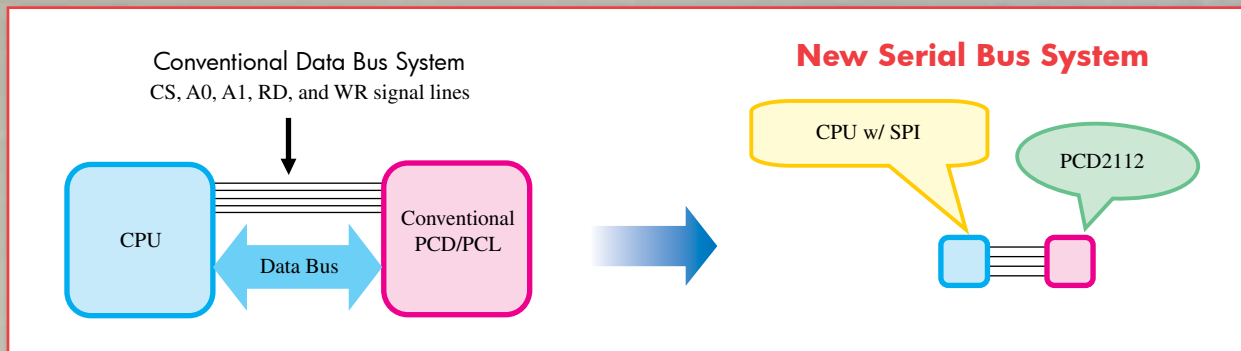 Conventional Data Bus System
CS, A0, A1, RD, and WR signal lines
CPU
Data Bus
Conventional
PCD/PCL
New Serial Bus System
CPU w/ SPI
PCD2112